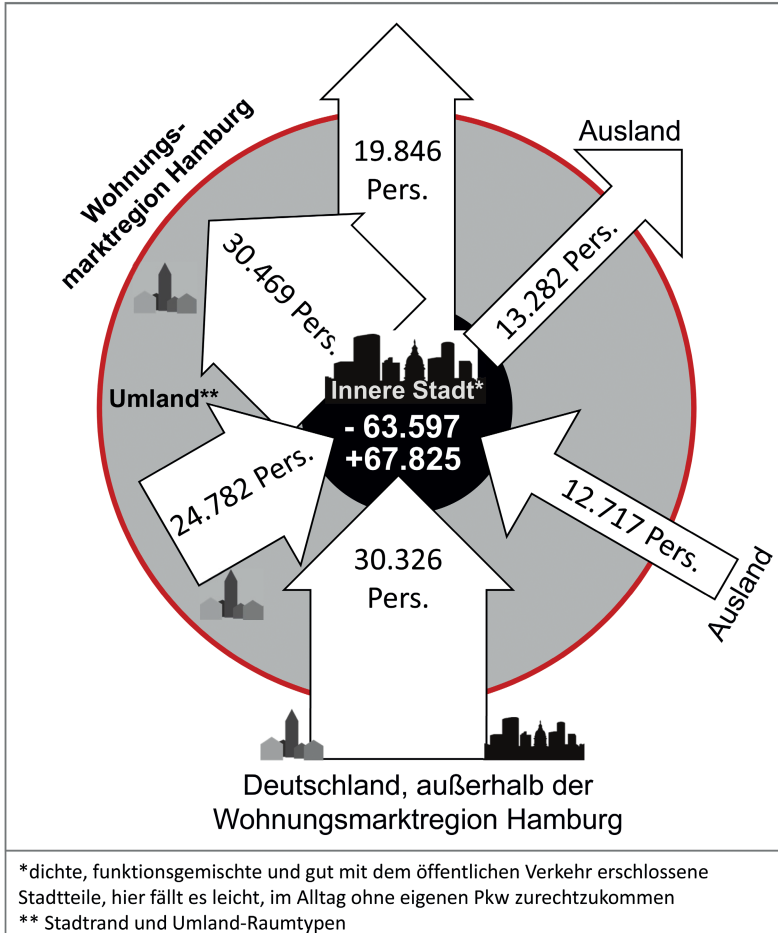 Wohnungs-
marktregion Hamburg
19.846
Pers.
Ausland
30.469 Pers.
13.282 Pers.
Innere Stadt*
Umland**
- 63.597
+67.825
24.782 Pers.
12.717 Pers.
30.326
Pers.
Ausland
Deutschland, außerhalb der
Wohnungsmarktregion Hamburg
*dichte, funktionsgemischte und gut mit dem öffentlichen Verkehr erschlossene
Stadtteile, hier fällt es leicht, im Alltag ohne eigenen Pkw zurechtzukommen
** Stadtrand und Umland-Raumtypen